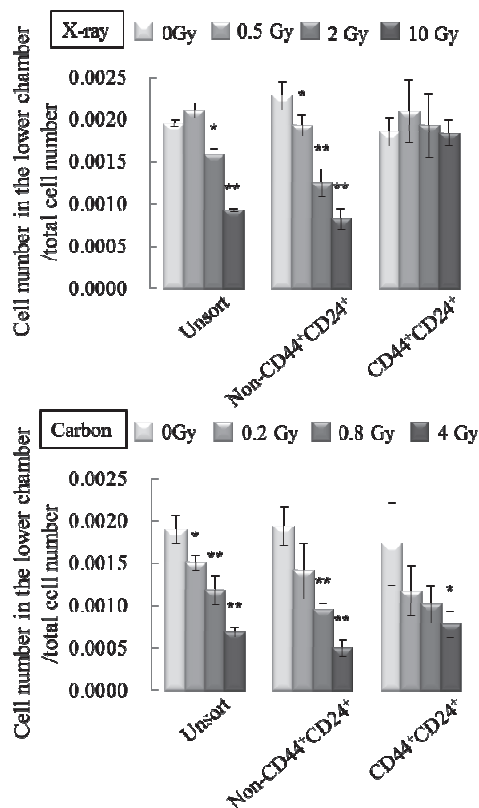 X-ray 0Gy 0.5 Gy 2 Gy 10 Gy
Cell number in the lower chamber
/total cell number
0.0025
0.0020
0.0015
0.0010
0.0005
0.0000
* ** * ** **
Unsort
Non-CD44⁺CD24⁺
CD44⁺CD24⁺
Carbon 0Gy 0.2 Gy 0.8 Gy 4 Gy
Cell number in the lower chamber
/total cell number
0.0025
0.0020
0.0015
0.0010
0.0005
0.0000
* ** ** ** ** *
Unsort
Non-CD44⁺CD24⁺
CD44⁺CD24⁺